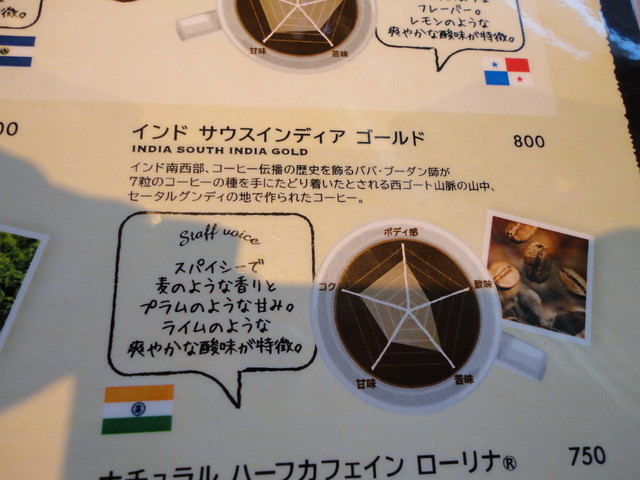 フレーバー。
レモンのような
爽やかな酸味が特徴。
甘味
苦味
インド サウスインディア ゴールド
800
INDIA SOUTH INDIA GOLD
インド南西部、コーヒー伝播の歴史を飾るババ・ブーダン師が
7粒のコーヒーの種を手にたどり着いたとされる西ゴート山脈の山中、
セータルグンディの地で作られたコーヒー。
Staff voice
スパイシーで
麦のような香りと
プラムのような甘み。
ライムのような
爽やかな酸味が特徴。
ボディ感
コク
酸味
甘味
苦味
ナチュラル ハーフカフェイン ローリナ®
750